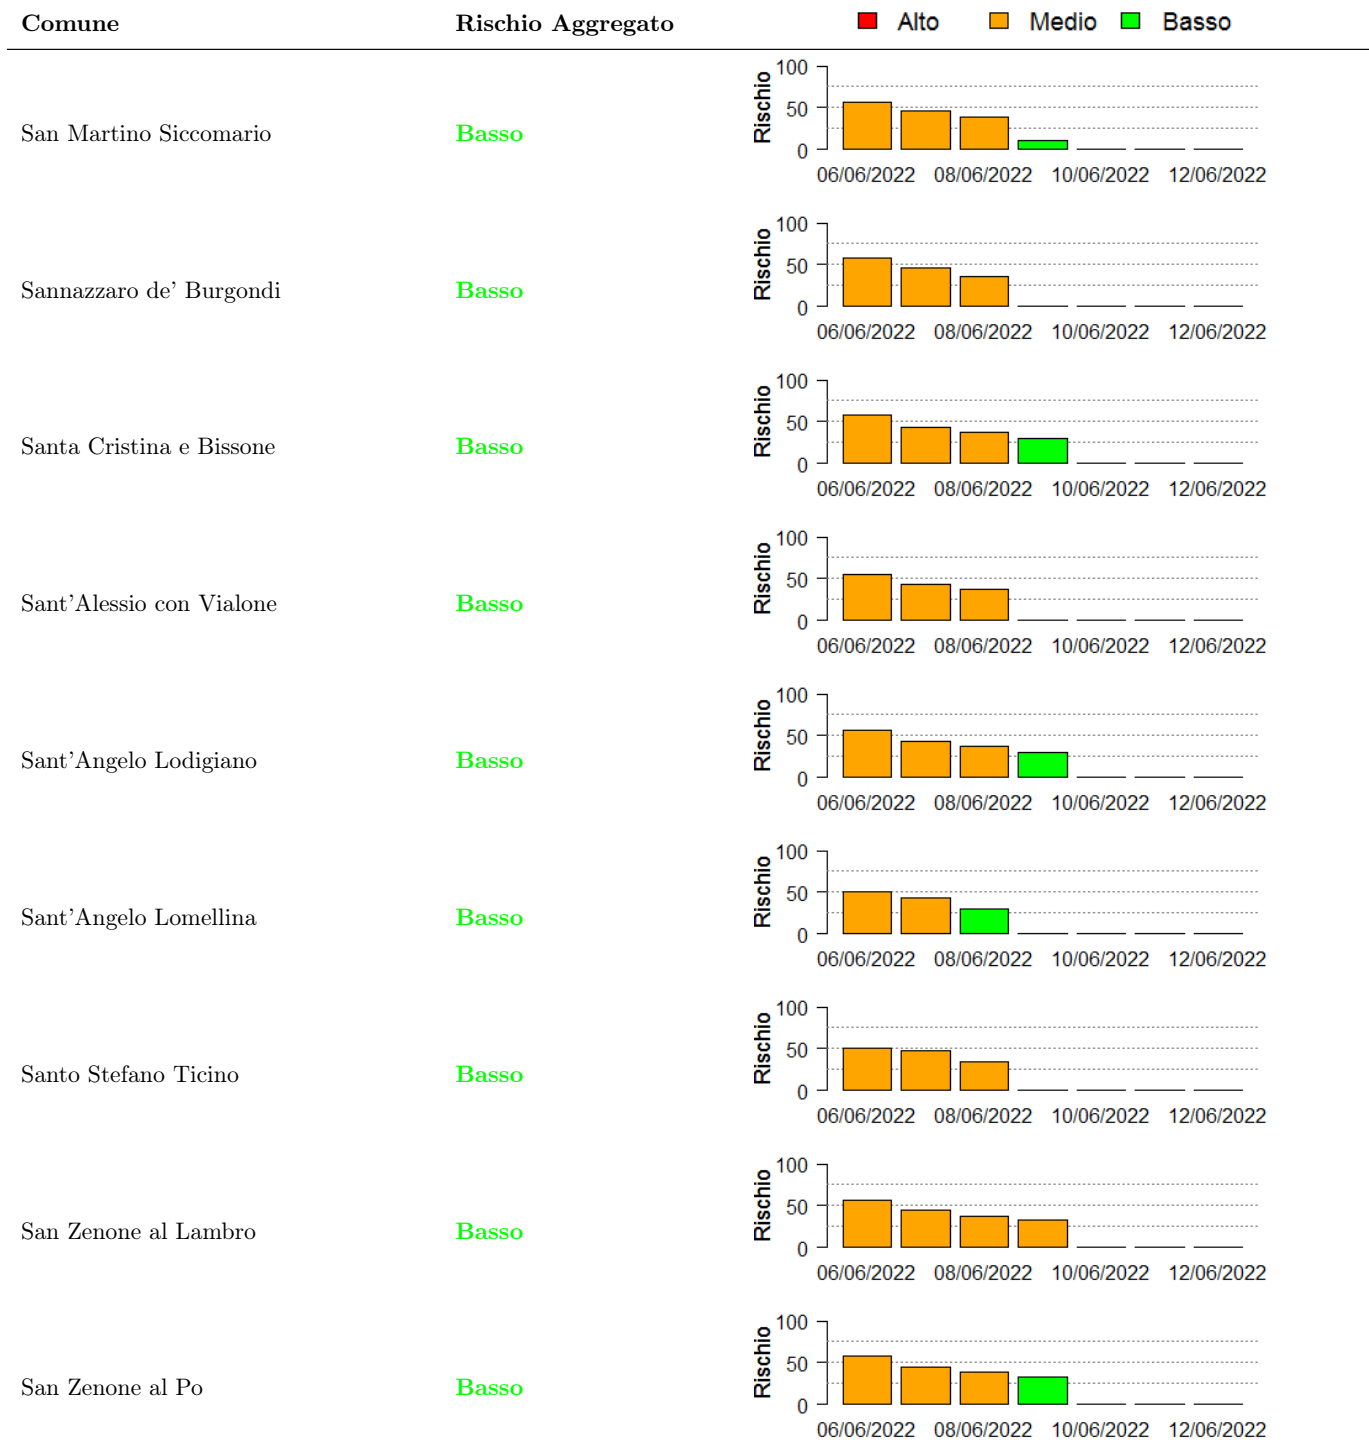 Comune Rischio Aggregato Alto Medio Basso
100
50
0
Rischio
San Martino Siccomario Basso
06/06/2022 08/06/2022 10/06/2022 12/06/2022
100
50
0
Rischio
Sannazzaro de' Burgondi Basso
06/06/2022 08/06/2022 10/06/2022 12/06/2022
100
50
0
Rischio
Santa Cristina e Bissone Basso
06/06/2022 08/06/2022 10/06/2022 12/06/2022
100
50
0
Rischio
Sant'Alessio con Vialone Basso
06/06/2022 08/06/2022 10/06/2022 12/06/2022
100
50
0
Rischio
Sant'Angelo Lodigiano Basso
06/06/2022 08/06/2022 10/06/2022 12/06/2022
100
50
0
Rischio
Sant'Angelo Lomellina Basso
06/06/2022 08/06/2022 10/06/2022 12/06/2022
100
50
0
Rischio
Santo Stefano Ticino Basso
06/06/2022 08/06/2022 10/06/2022 12/06/2022
100
50
0
Rischio
San Zenone al Lambro Basso
06/06/2022 08/06/2022 10/06/2022 12/06/2022
100
50
0
Rischio
San Zenone al Po Basso
06/06/2022 08/06/2022 10/06/2022 12/06/2022